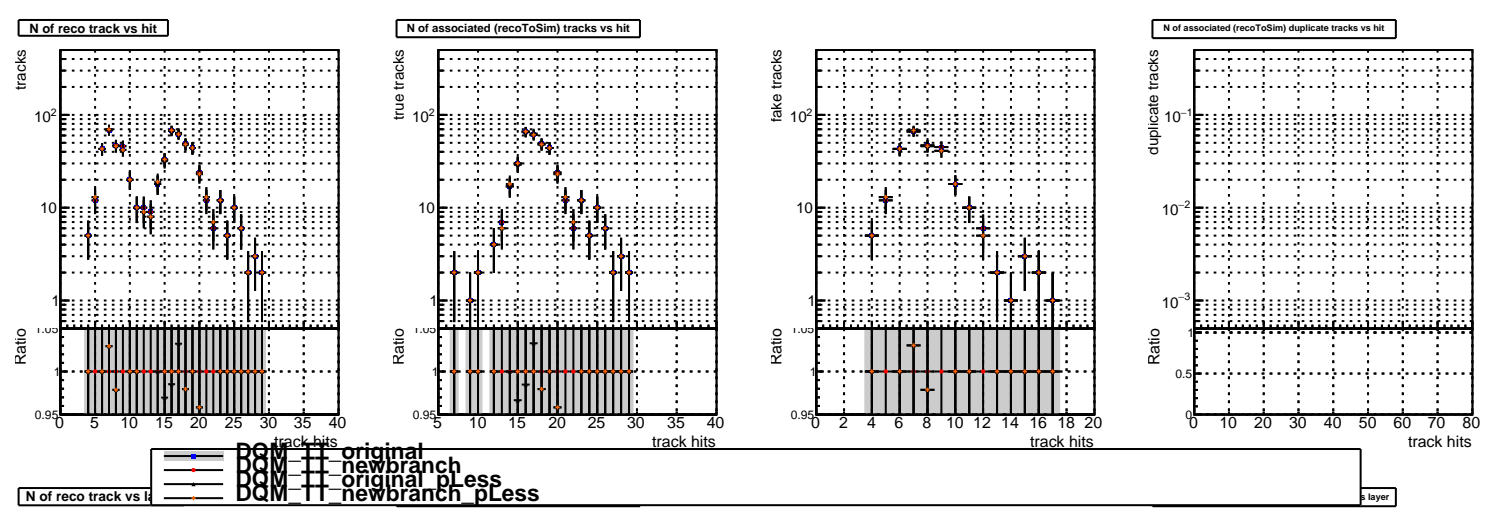 N of reco track vs hit
N of associated (recoToSim) tracks vs hit
N of associated (recoToSim) duplicate tracks vs hit
tracks
10²
10
1
Ratio
1.05
1
0.95
0 5 10 15 20 25 30 35 40
track hits
true tracks
10²
10
1
Ratio
1.05
1
0.95
5 10 15 20 25 30 35 40
track hits
fake tracks
10²
10
1
Ratio
1.05
1
0.95
0 2 4 6 8 10 12 14 16 18 20
track hits
duplicate tracks
10⁻¹
10⁻²
10⁻³
Ratio
1
0.5
0
0 10 20 30 40 50 60 70 80
track hits
DQM_TT_original
DQM_TT_newbranch
DQM_TT_original_pLess
DQM_TT_newbranch_pLess
N of reco track vs la
s layer